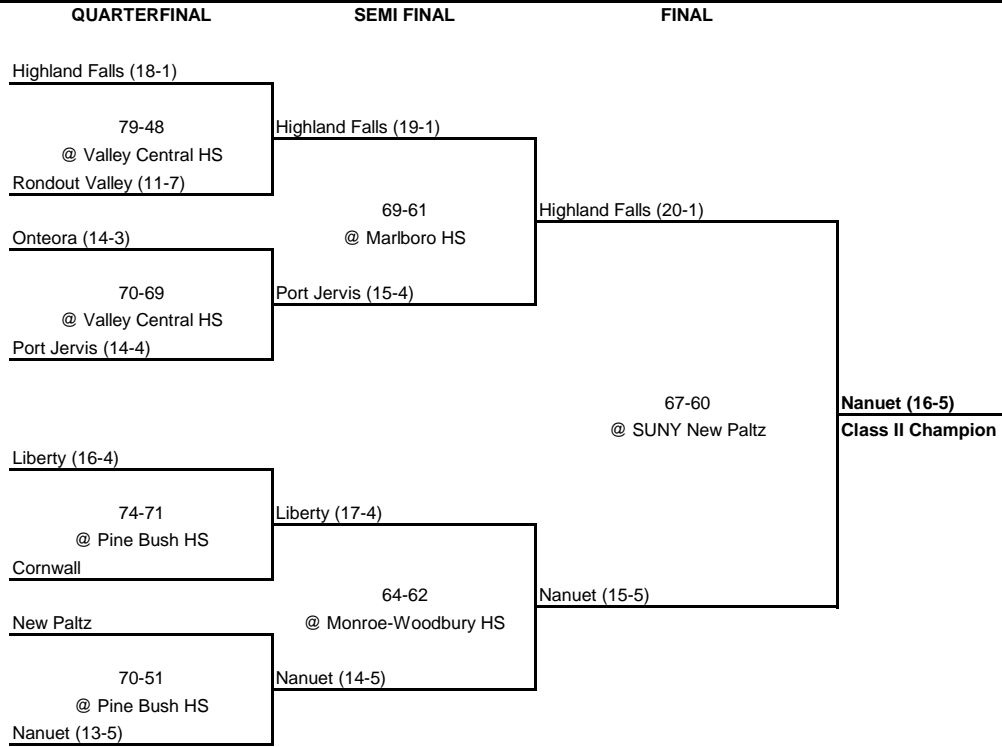 QUARTERFINAL SEMI FINAL FINAL
Highland Falls (18-1)
79-48
@ Valley Central HS
Rondout Valley (11-7)
Onteora (14-3)
70-69
@ Valley Central HS
Port Jervis (14-4)
Liberty (16-4)
74-71
@ Pine Bush HS
Cornwall
New Paltz
70-51
@ Pine Bush HS
Nanuet (13-5)
Highland Falls (19-1)
69-61
@ Marlboro HS
Port Jervis (15-4)
Liberty (17-4)
64-62
@ Monroe-Woodbury HS
Nanuet (14-5)
Highland Falls (20-1)
67-60
@ SUNY New Paltz
Nanuet (15-5)
Nanuet (16-5)
Class II Champion